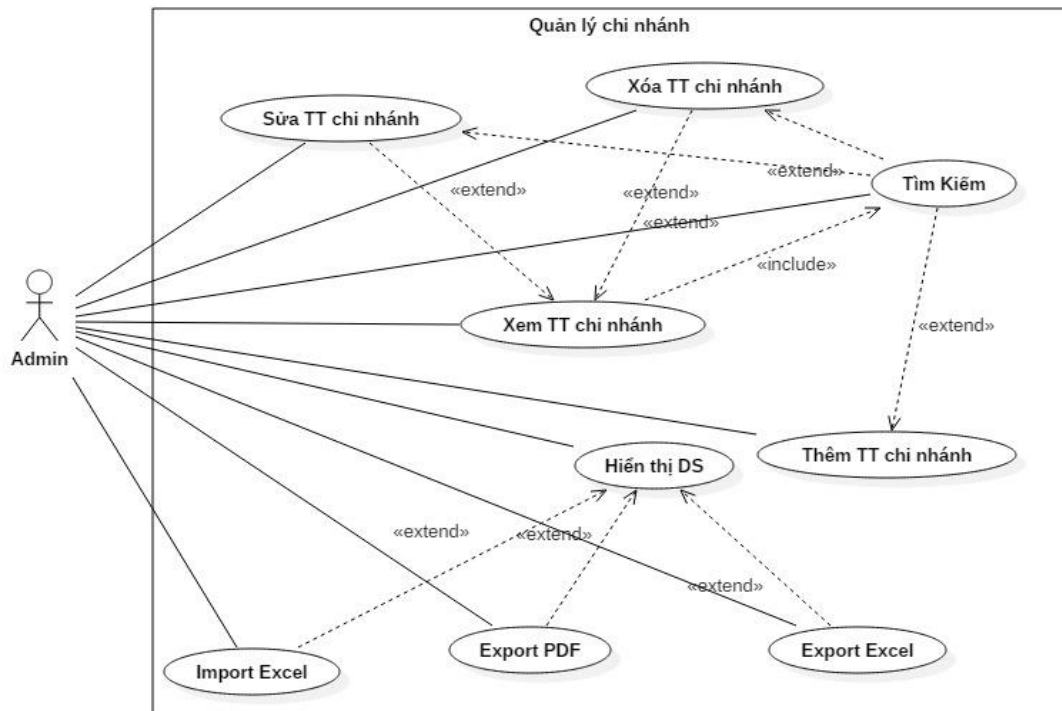 Quản lý chi nhánh
Xóa TT chi nhánh
Sửa TT chi nhánh
«extend»
Tìm Kiếm
«extend»
«extend»
«extend»
«include»
Xem TT chi nhánh
«extend»
Admin
Thêm TT chi nhánh
Hiển thị DS
«extend»
«extend»
«extend»
Export PDF
Export Excel
Import Excel